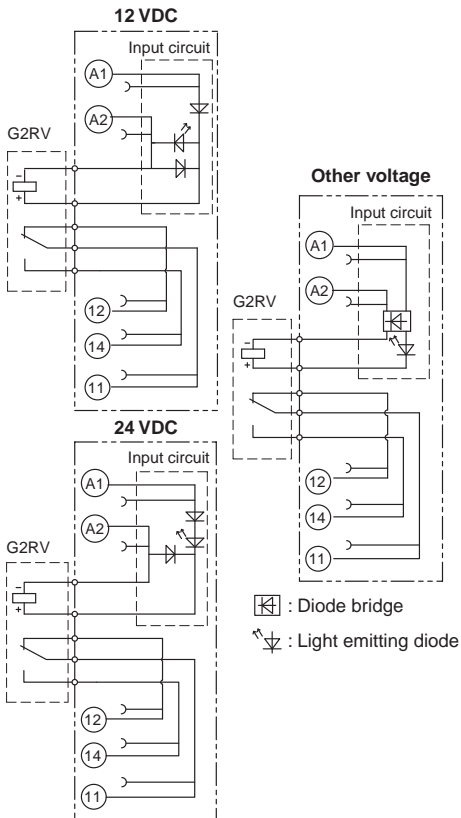 12 VDC
Input circuit
A1
A2
G2RV
−
+
12
14
11
24 VDC
Input circuit
A1
A2
G2RV
−
+
12
14
11
Other voltage
Input circuit
A1
A2
G2RV
−
+
12
14
11
: Diode bridge
: Light emitting diode